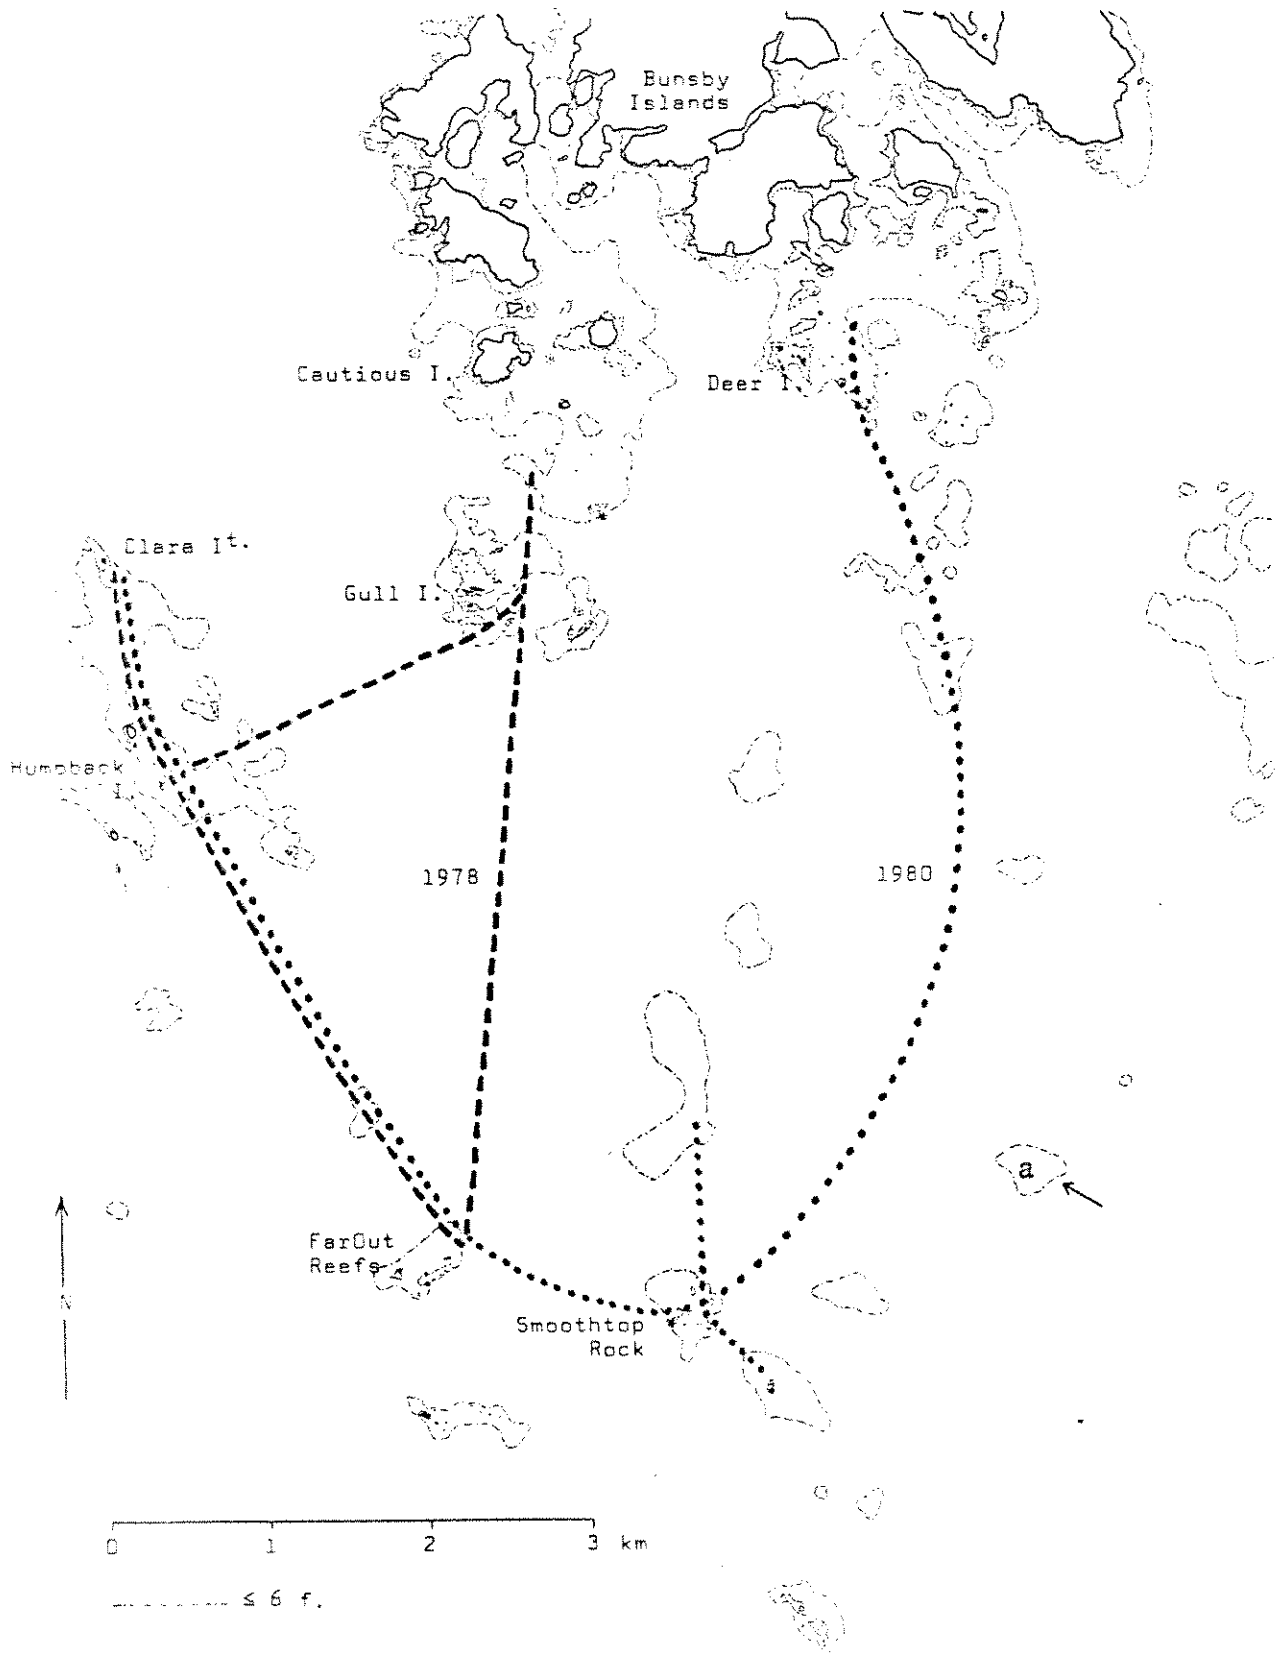 Bunsby
Islands
Cautious I.
Deer I.
Clara It.
Gull I.
Humpback
I.
1978
1980
a
FarOut
Reefs
N
Smoothtop
Rock
0 1 2 3 km
≤ 6 f.